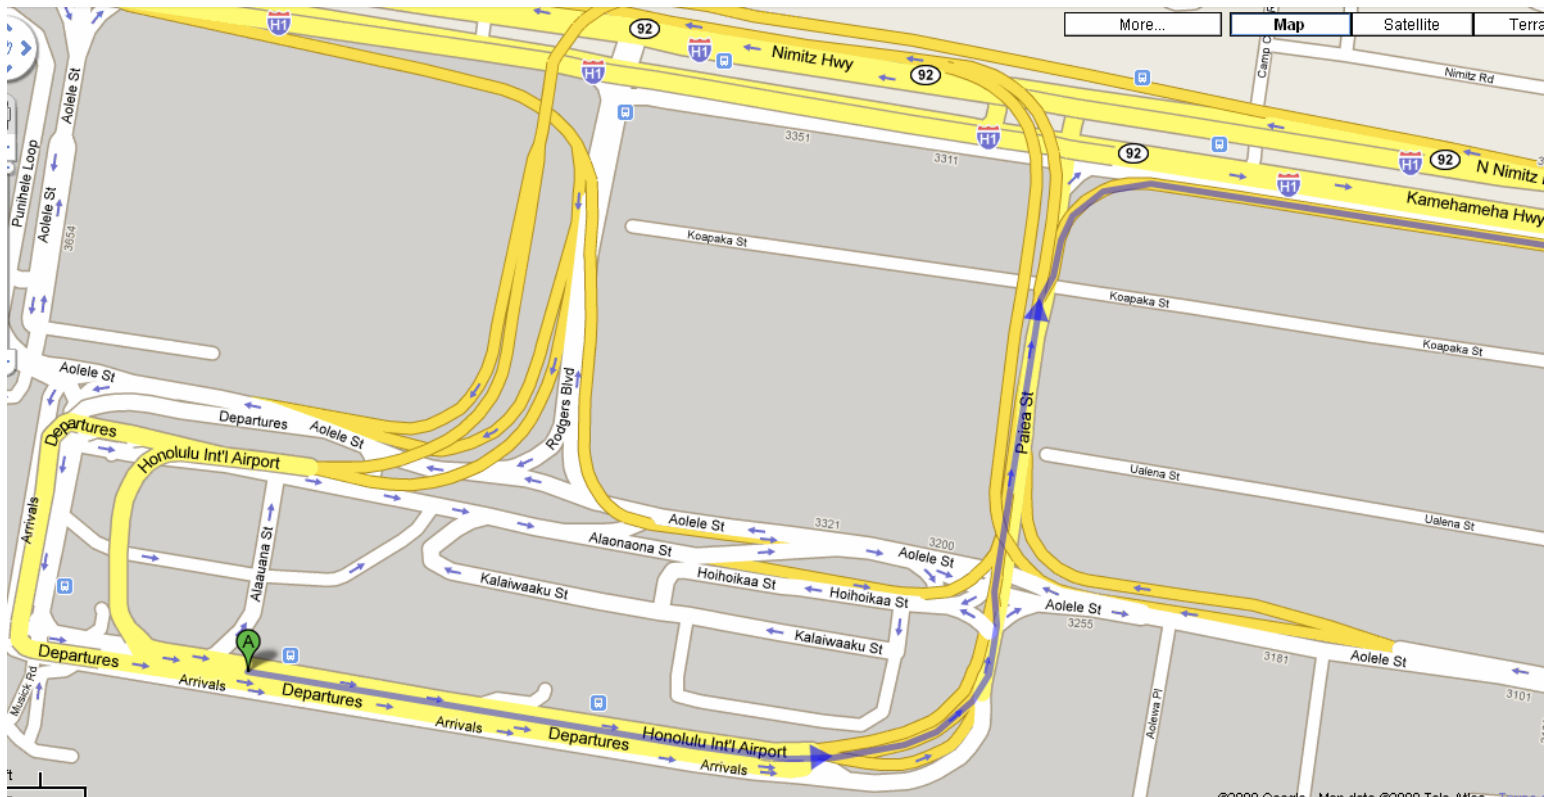 More...
Map
Satellite
Terra
92
H1
H1
92
H1
Nimitz Hwy
92
Nimitz Rd
Camp C
Aolele St
Punihele Loop
Aolele St
3654
3351
3311
H1
92
H1
92
N Nimitz
H1
Kamehameha Hwy
Koapaka St
Koapaka St
Koapaka St
Aolele St
Departures
Aolele St
Departures
Honolulu Int'l Airport
Rodgers Blvd
Paiea St
Ualena St
Ualena St
Arrivals
Alaauana St
Aolele St
3321
Alaonaona St
3200
Aolele St
Hoihoikaa St
Hoihoikaa St
Kalaiwaaku St
Kalaiwaaku St
Aolele St
3255
3181
Aolele St
3101
A
Departures
Arrivals
Musick Rd
Departures
Arrivals
Departures
Honolulu Int'l Airport
Arrivals
Aolewa Pl